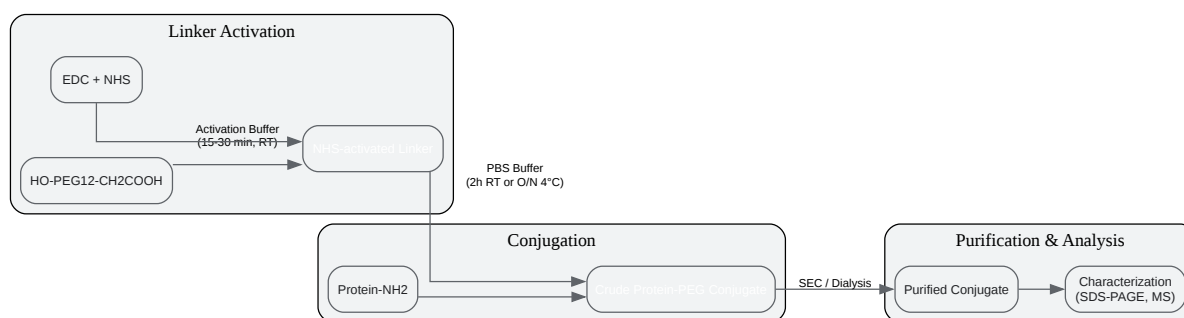 Linker Activation
EDC + NHS
Activation Buffer
(15-30 min, RT)
NHS-activated Linker
HO-PEG12-CH2COOH
PBS Buffer
(2h RT or O/N 4°C)
Conjugation
Protein-NH2
Crude Protein-PEG Conjugate
SEC / Dialysis
Purification & Analysis
Purified Conjugate
Characterization
(SDS-PAGE, MS)